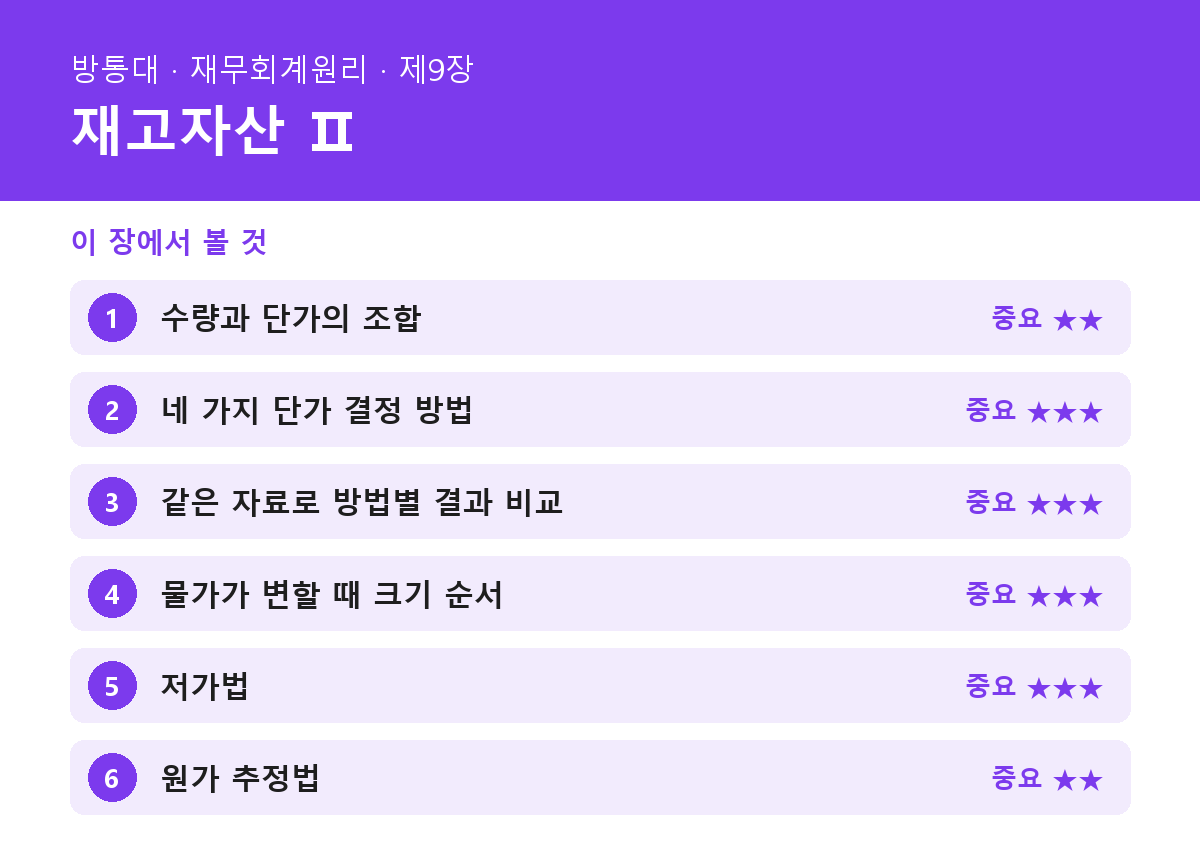 방통대 · 재무회계원리 · 제9장
재고자산 Ⅱ
이 장에서 볼 것
1 수량과 단가의 조합 중요 ★★
2 네 가지 단가 결정 방법 중요 ★★★
3 같은 자료로 방법별 결과 비교 중요 ★★★
4 물가가 변할 때 크기 순서 중요 ★★★
5 저가법 중요 ★★★
6 원가 추정법 중요 ★★